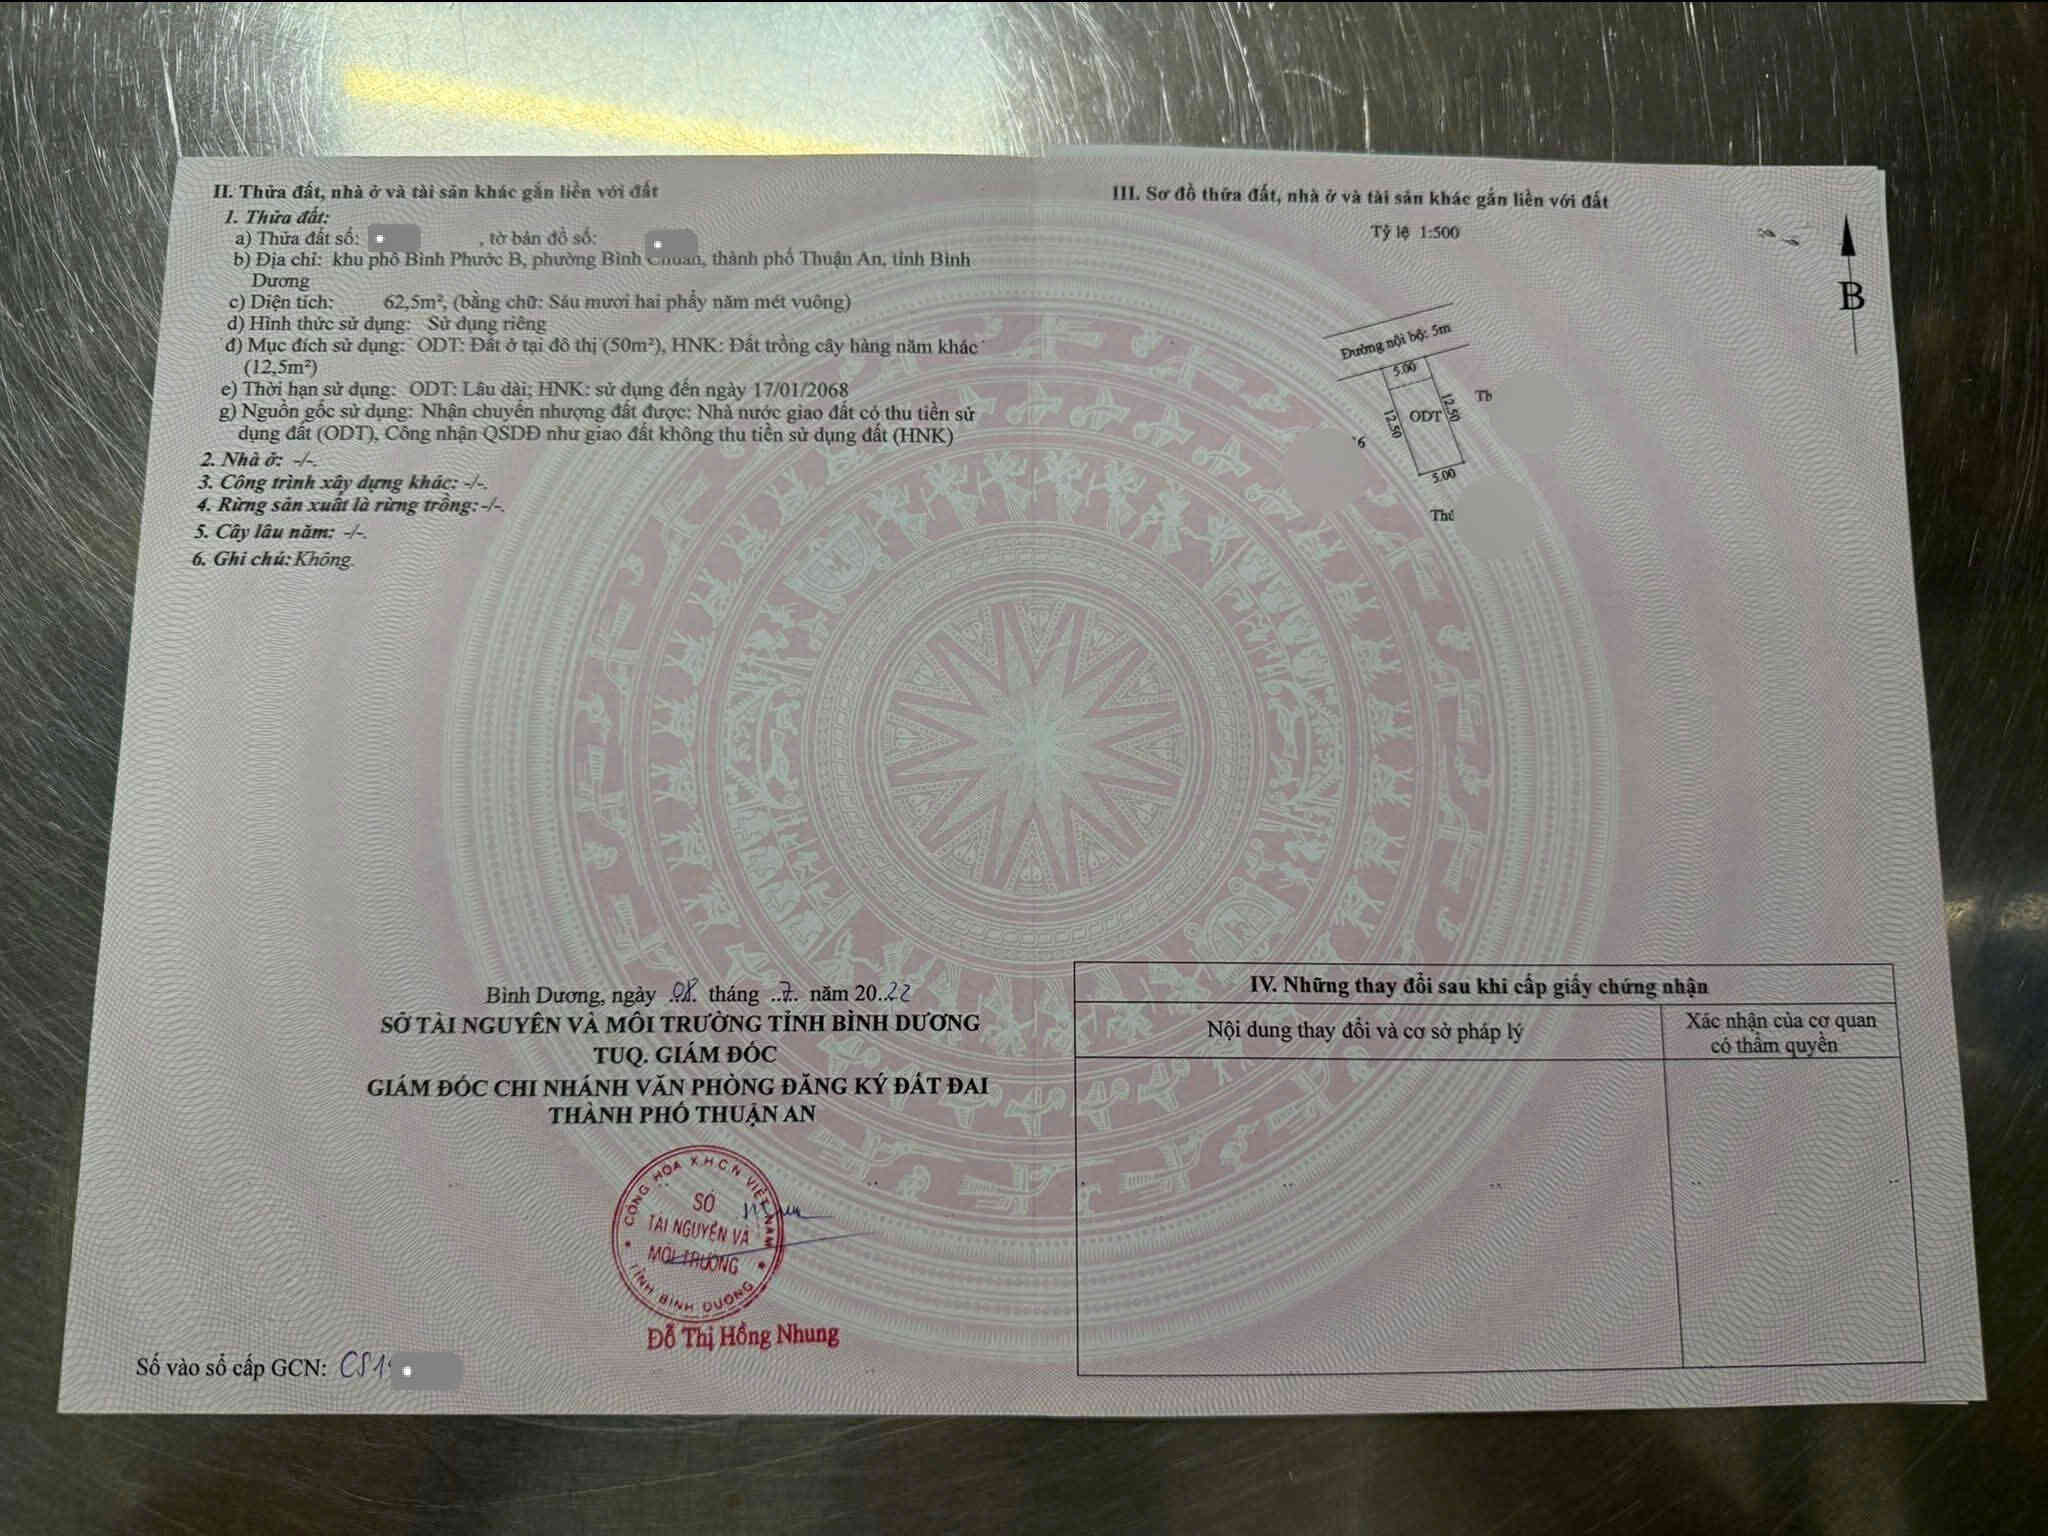 II. Thửa đất, nhà ở và tài sản khác gắn liền với đất
1. Thửa đất:
a) Thửa đất số: , tờ bản đồ số:
b) Địa chỉ: khu phố Bình Phước B, phường Bình Chuẩn, thành phố Thuận An, tỉnh Bình
Dương
c) Diện tích: 62,5m², (bằng chữ: Sáu mươi hai phẩy năm mét vuông)
d) Hình thức sử dụng: Sử dụng riêng
đ) Mục đích sử dụng: ODT: Đất ở tại đô thị (50m²), HNK: Đất trồng cây hàng năm khác
(12,5m²)
e) Thời hạn sử dụng: ODT: Lâu dài; HNK: sử dụng đến ngày 17/01/2068
g) Nguồn gốc sử dụng: Nhận chuyển nhượng đất được: Nhà nước giao đất có thu tiền sử
dụng đất (ODT), Công nhận QSDĐ như giao đất không thu tiền sử dụng đất (HNK)
2. Nhà ở: -/-.
3. Công trình xây dựng khác: -/-.
4. Rừng sản xuất là rừng trồng: -/-.
5. Cây lâu năm: -/-.
6. Ghi chú: Không.
Bình Dương, ngày 08 tháng 7 năm 2022
SỞ TÀI NGUYÊN VÀ MÔI TRƯỜNG TỈNH BÌNH DƯƠNG
TUQ. GIÁM ĐỐC
GIÁM ĐỐC CHI NHÁNH VĂN PHÒNG ĐĂNG KÝ ĐẤT ĐAI
THÀNH PHỐ THUẬN AN
CỘNG HÒA X.H.C.N VIỆT NAM
SỞ
TÀI NGUYÊN VÀ
MÔI TRƯỜNG
TỈNH BÌNH DƯƠNG
Đỗ Thị Hồng Nhung
Số vào sổ cấp GCN: CS1
III. Sơ đồ thửa đất, nhà ở và tài sản khác gắn liền với đất
Tỷ lệ 1:500
B
Đường nội bộ: 5m
5.00
12.50
ODT
12.50
5.00
IV. Những thay đổi sau khi cấp giấy chứng nhận
Nội dung thay đổi và cơ sở pháp lý
Xác nhận của cơ quan
có thẩm quyền